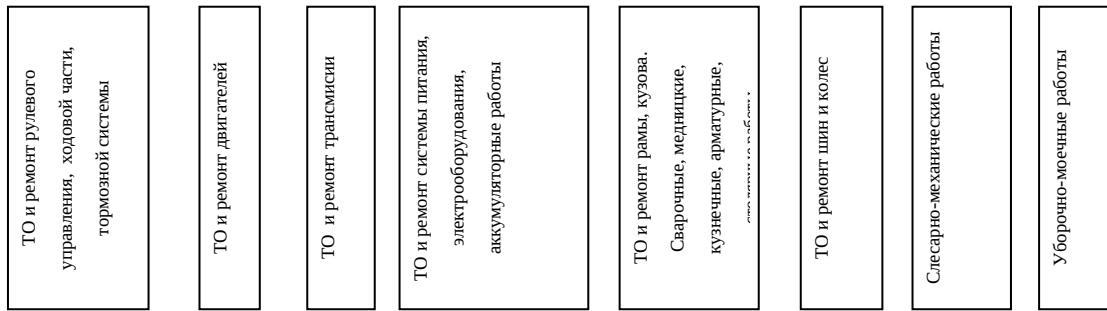 ТО и ремонт рулевого
управления, ходовой части,
тормозной системы
ТО и ремонт двигателей
ТО и ремонт трансмисии
ТО и ремонт системы питания,
электрооборудования,
аккумуляторные работы
ТО и ремонт рамы, кузова.
Сварочные, медницкие,
кузнечные, арматурные,
ТО и ремонт шин и колес
Слесарно-механические работы
Уборочно-моечные работы